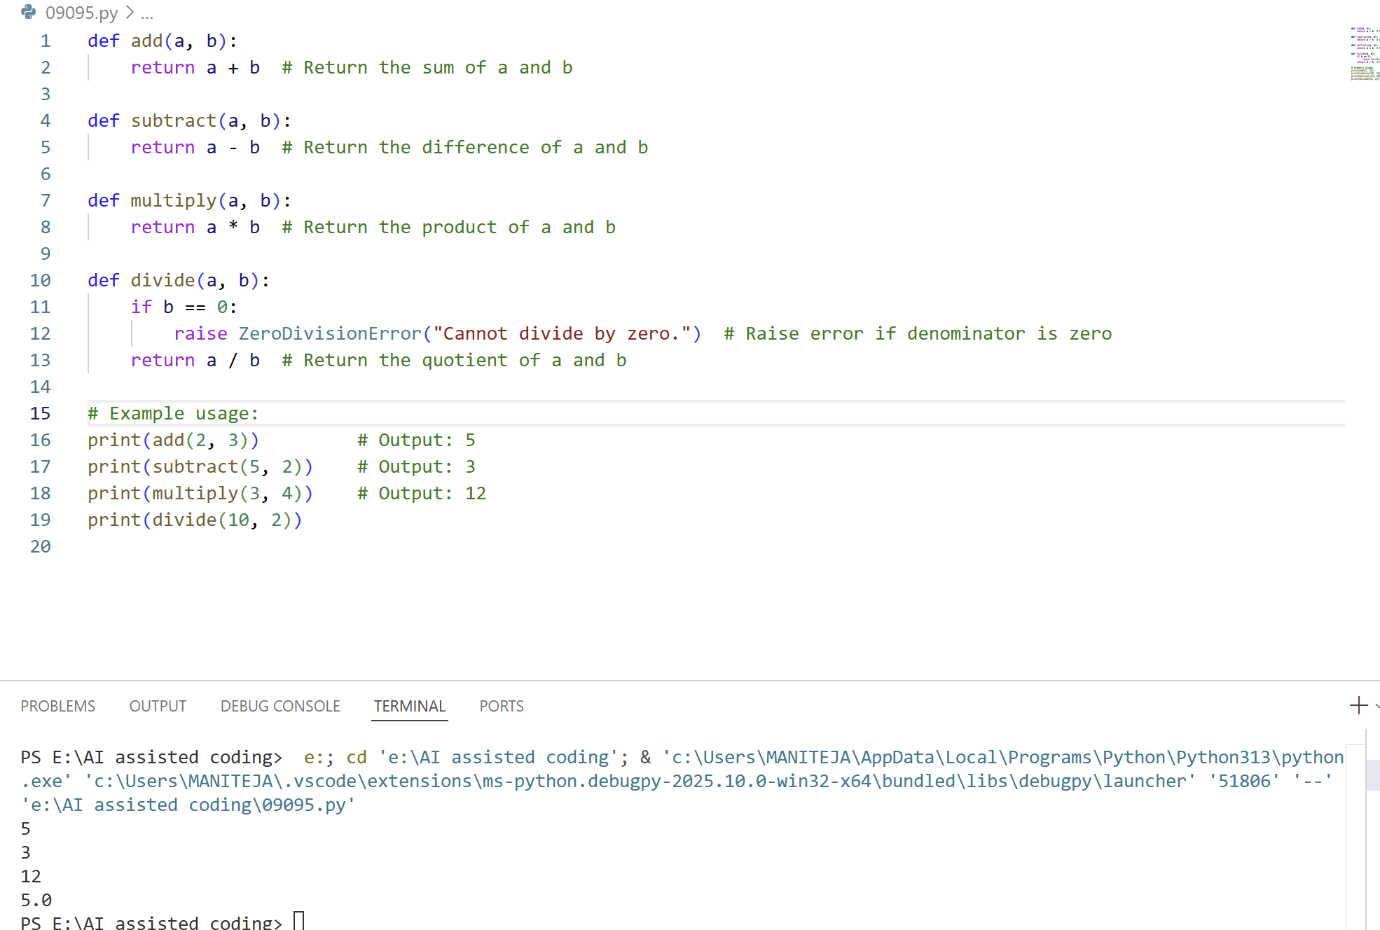 09095.py > ...
1 def add(a, b):
2     return a + b  # Return the sum of a and b
3
4 def subtract(a, b):
5     return a - b  # Return the difference of a and b
6
7 def multiply(a, b):
8     return a * b  # Return the product of a and b
9
10 def divide(a, b):
11     if b == 0:
12         raise ZeroDivisionError("Cannot divide by zero.")  # Raise error if denominator is zero
13     return a / b  # Return the quotient of a and b
14
15 # Example usage:
16 print(add(2, 3))         # Output: 5
17 print(subtract(5, 2))    # Output: 3
18 print(multiply(3, 4))    # Output: 12
19 print(divide(10, 2))
20
PROBLEMS OUTPUT DEBUG CONSOLE TERMINAL PORTS
PS E:\AI assisted coding>  e:; cd 'e:\AI assisted coding'; & 'c:\Users\MANITEJA\AppData\Local\Programs\Python\Python313\python
.exe' 'c:\Users\MANITEJA\.vscode\extensions\ms-python.debugpy-2025.10.0-win32-x64\bundled\libs\debugpy\launcher' '51806' '--'
'e:\AI assisted coding\09095.py'
5
3
12
5.0
PS E:\AI assisted coding>